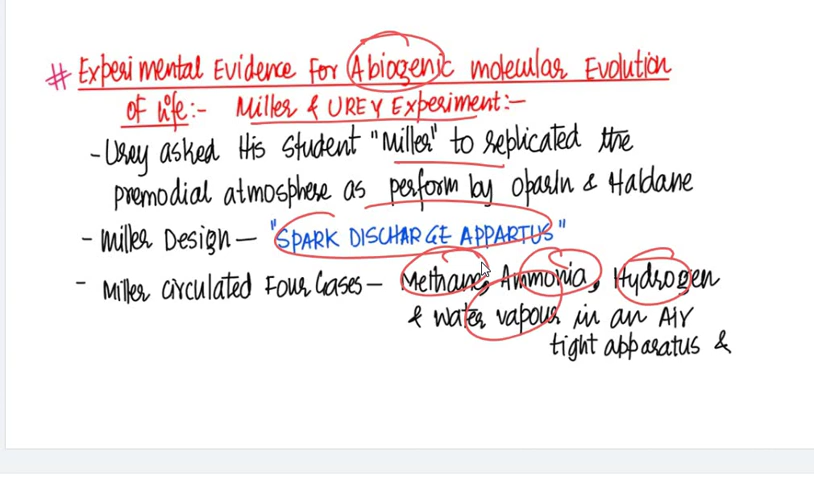 # Experimental Evidence For Abiogenic molecular Evolution
of life:- Miller & UREY Experiment:-
- Urey asked His Student "Miller" to replicated the
premodial atmosphere as perform by oparIn & Haldane
- Miller Design - "SPARK DISCHARGE APPARTUS"
- Miller circulated Four Gases - Methane, Ammonia, Hydrogen
& water vapour in an AIr
tight apparatus &